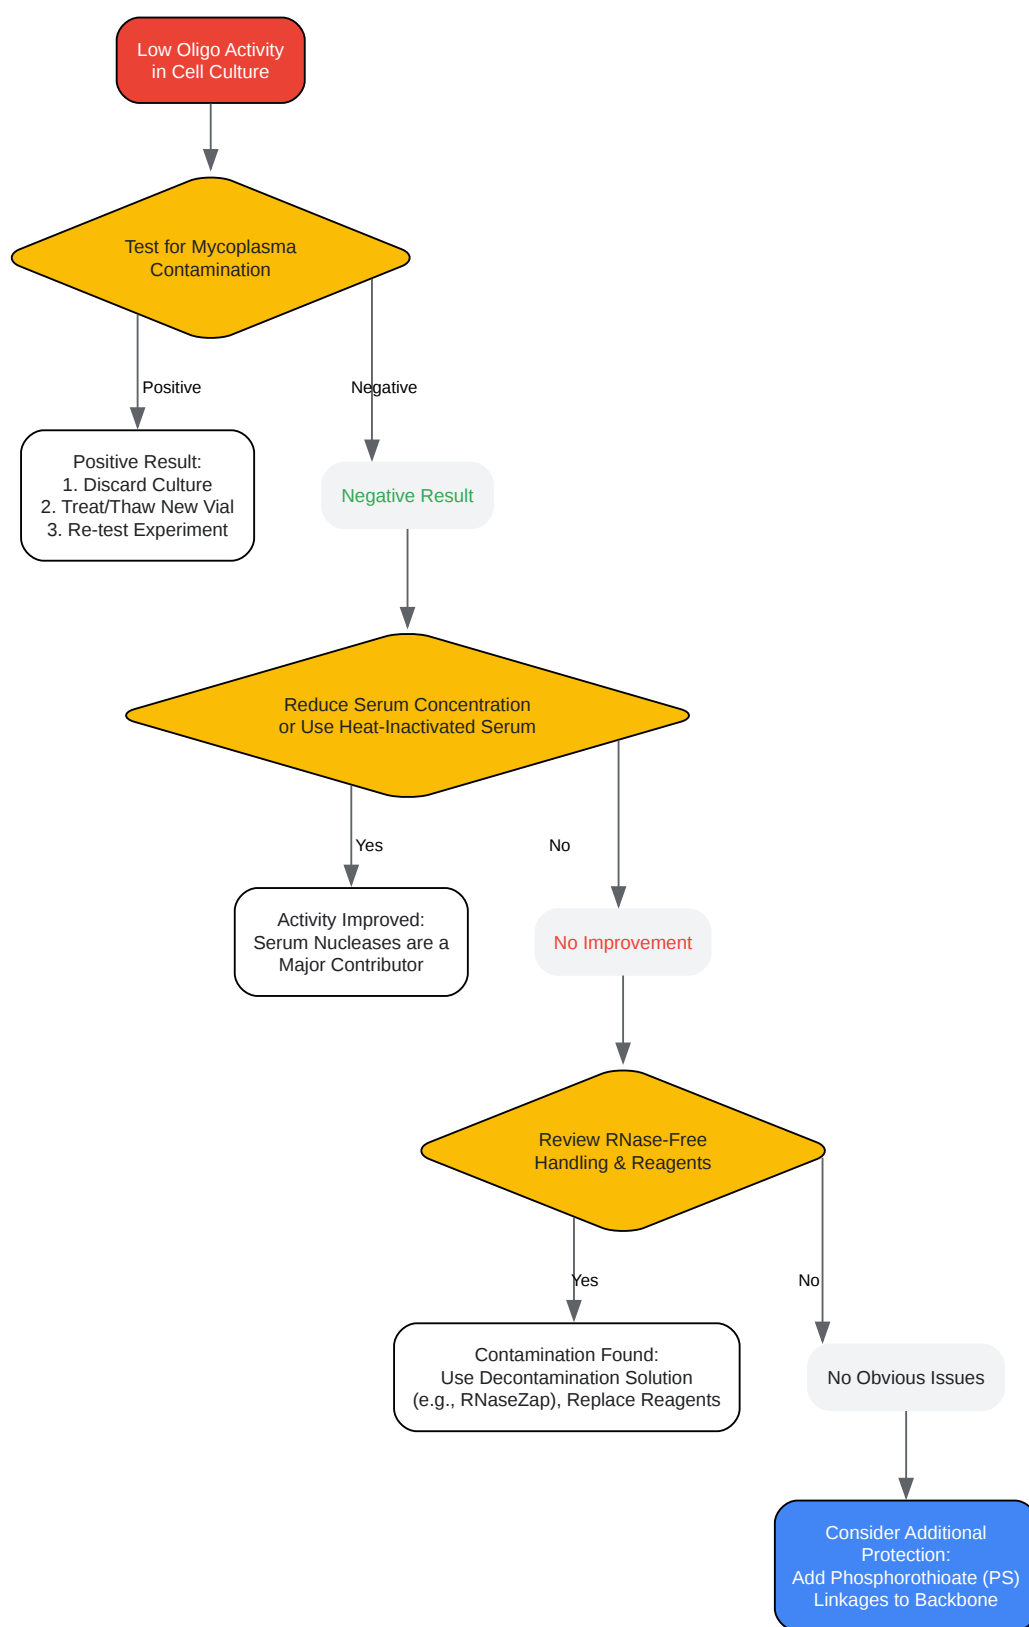 Low Oligo Activity
in Cell Culture
Test for Mycoplasma
Contamination
Positive
Negative
Positive Result:
1. Discard Culture
2. Treat/Thaw New Vial
3. Re-test Experiment
Negative Result
Reduce Serum Concentration
or Use Heat-Inactivated Serum
Yes
No
Activity Improved:
Serum Nucleases are a
Major Contributor
No Improvement
Review RNase-Free
Handling & Reagents
Yes
No
Contamination Found:
Use Decontamination Solution
(e.g., RNaseZap), Replace Reagents
No Obvious Issues
Consider Additional
Protection:
Add Phosphorothioate (PS)
Linkages to Backbone